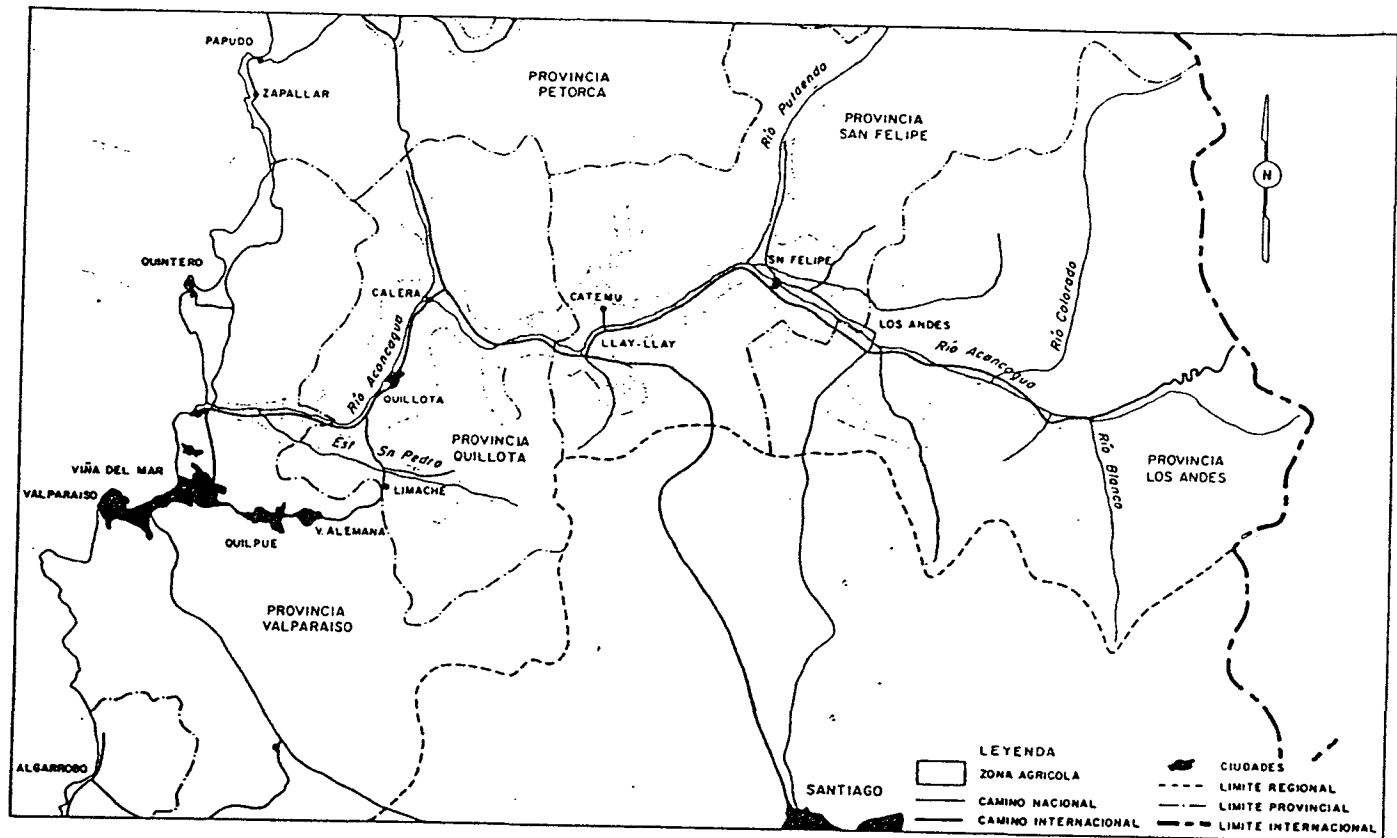 PAPUDO
ZAPALLAR
PROVINCIA
PETORCA
Río Putaendo
PROVINCIA
SAN FELIPE
N
QUINTERO
CALERA
CATEMU
SN FELIPE
LLAY-LLAY
LOS ANDES
Río Aconcagua
Río Colorado
Río Aconcagua
QUILLOTA
Est Sn Pedro
PROVINCIA
QUILLOTA
VIÑA DEL MAR
VALPARAISO
LIMACHE
QUILPUE
V. ALEMANA
Río Blanco
PROVINCIA
LOS ANDES
PROVINCIA
VALPARAISO
ALGARROBO
SANTIAGO
LEYENDA
ZONA AGRICOLA
CAMINO NACIONAL
CAMINO INTERNACIONAL
CIUDADES
LIMITE REGIONAL
LIMITE PROVINCIAL
LIMITE INTERNACIONAL